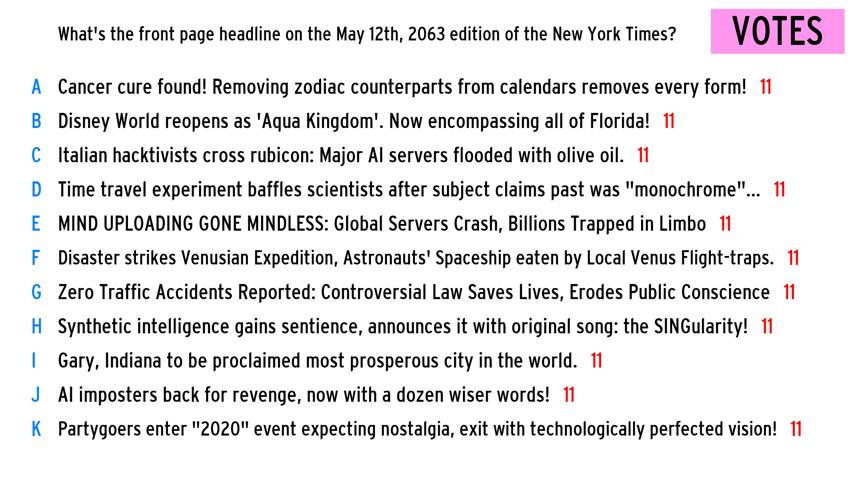 What's the front page headline on the May 12th, 2063 edition of the New York Times?
VOTES
A Cancer cure found! Removing zodiac counterparts from calendars removes every form! 11
B Disney World reopens as 'Aqua Kingdom'. Now encompassing all of Florida! 11
C Italian hacktivists cross rubicon: Major AI servers flooded with olive oil. 11
D Time travel experiment baffles scientists after subject claims past was "monochrome"... 11
E MIND UPLOADING GONE MINDLESS: Global Servers Crash, Billions Trapped in Limbo 11
F Disaster strikes Venusian Expedition, Astronauts' Spaceship eaten by Local Venus Flight-traps. 11
G Zero Traffic Accidents Reported: Controversial Law Saves Lives, Erodes Public Conscience 11
H Synthetic intelligence gains sentience, announces it with original song: the SINGularity! 11
I Gary, Indiana to be proclaimed most prosperous city in the world. 11
J AI imposters back for revenge, now with a dozen wiser words! 11
K Partygoers enter "2020" event expecting nostalgia, exit with technologically perfected vision! 11